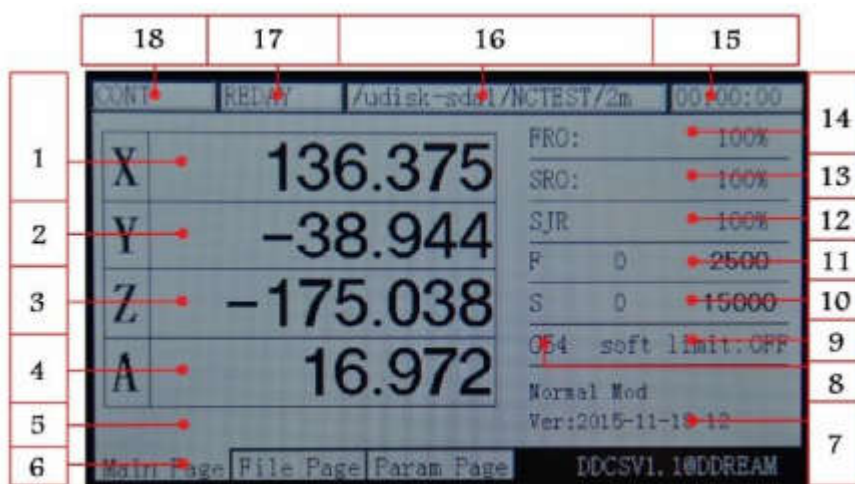 18 17 16 15
CONT REDAY /udisk-sda1/NCTEST/2m 00:00:00
1 X 136.375 FRO: 100% 14
SRO: 100% 13
2 Y -38.944 SJR 100% 12
F 0 2500 11
3 Z -175.038 S 0 15000 10
G54 soft limit:OFF 9
4 A 16.972 8
Normal Mod
5 Ver:2015-11-18-12 7
6 Main Page File Page Param Page DDCSV1.1@DDREAM